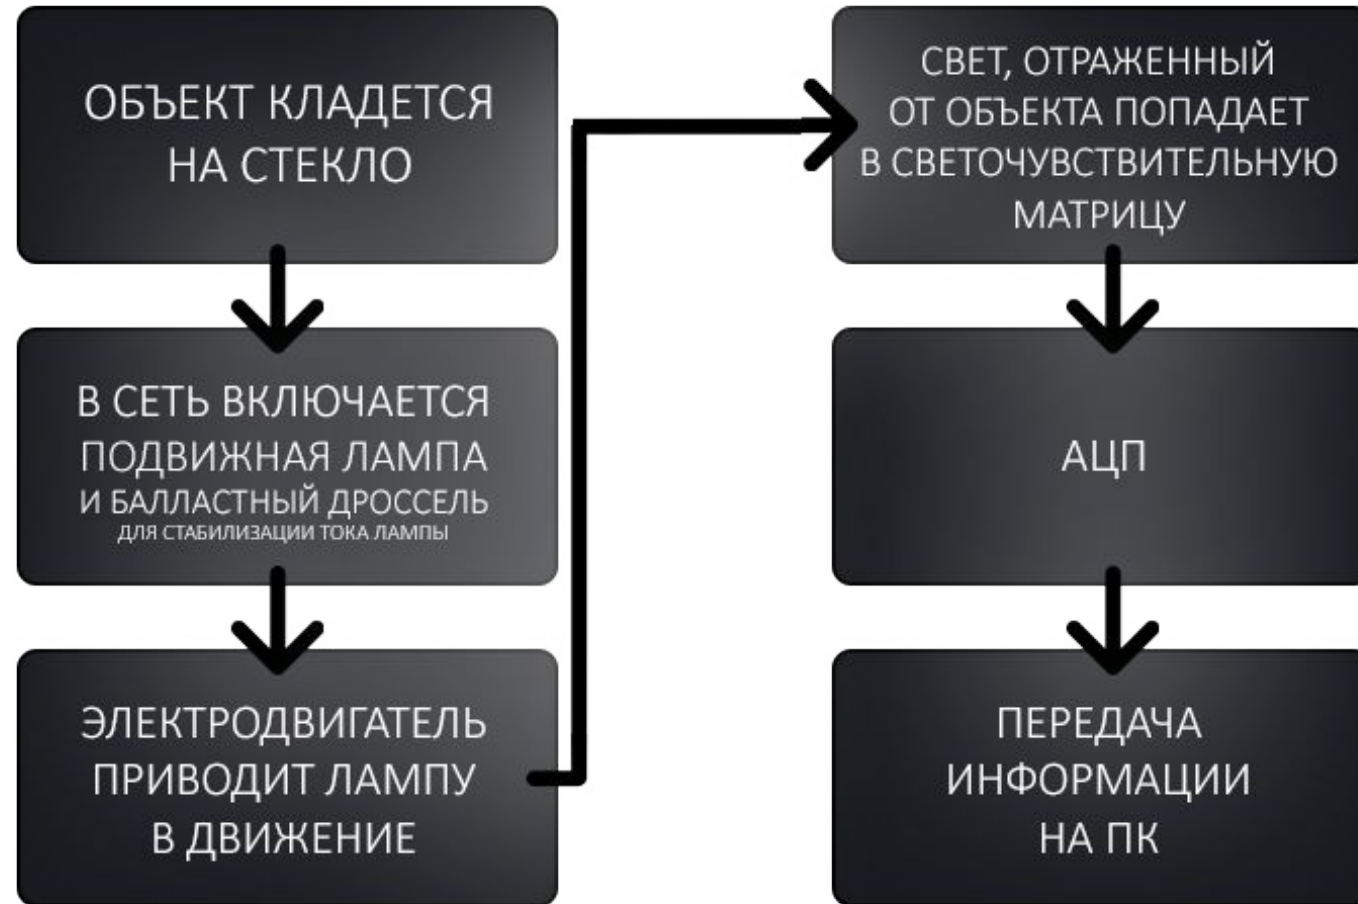 ОБЪЕКТ КЛАДЕТСЯ
НА СТЕКЛО
В СЕТЬ ВКЛЮЧАЕТСЯ
ПОДВИЖНАЯ ЛАМПА
И БАЛЛАСТНЫЙ ДРОССЕЛЬ
ДЛЯ СТАБИЛИЗАЦИИ ТОКА ЛАМПЫ
ЭЛЕКТРОДВИГАТЕЛЬ
ПРИВОДИТ ЛАМПУ
В ДВИЖЕНИЕ
СВЕТ, ОТРАЖЕННЫЙ
ОТ ОБЪЕКТА ПОПАДАЕТ
В СВЕТОЧУВСТВИТЕЛЬНУЮ
МАТРИЦУ
АЦП
ПЕРЕДАЧА
ИНФОРМАЦИИ
НА ПК